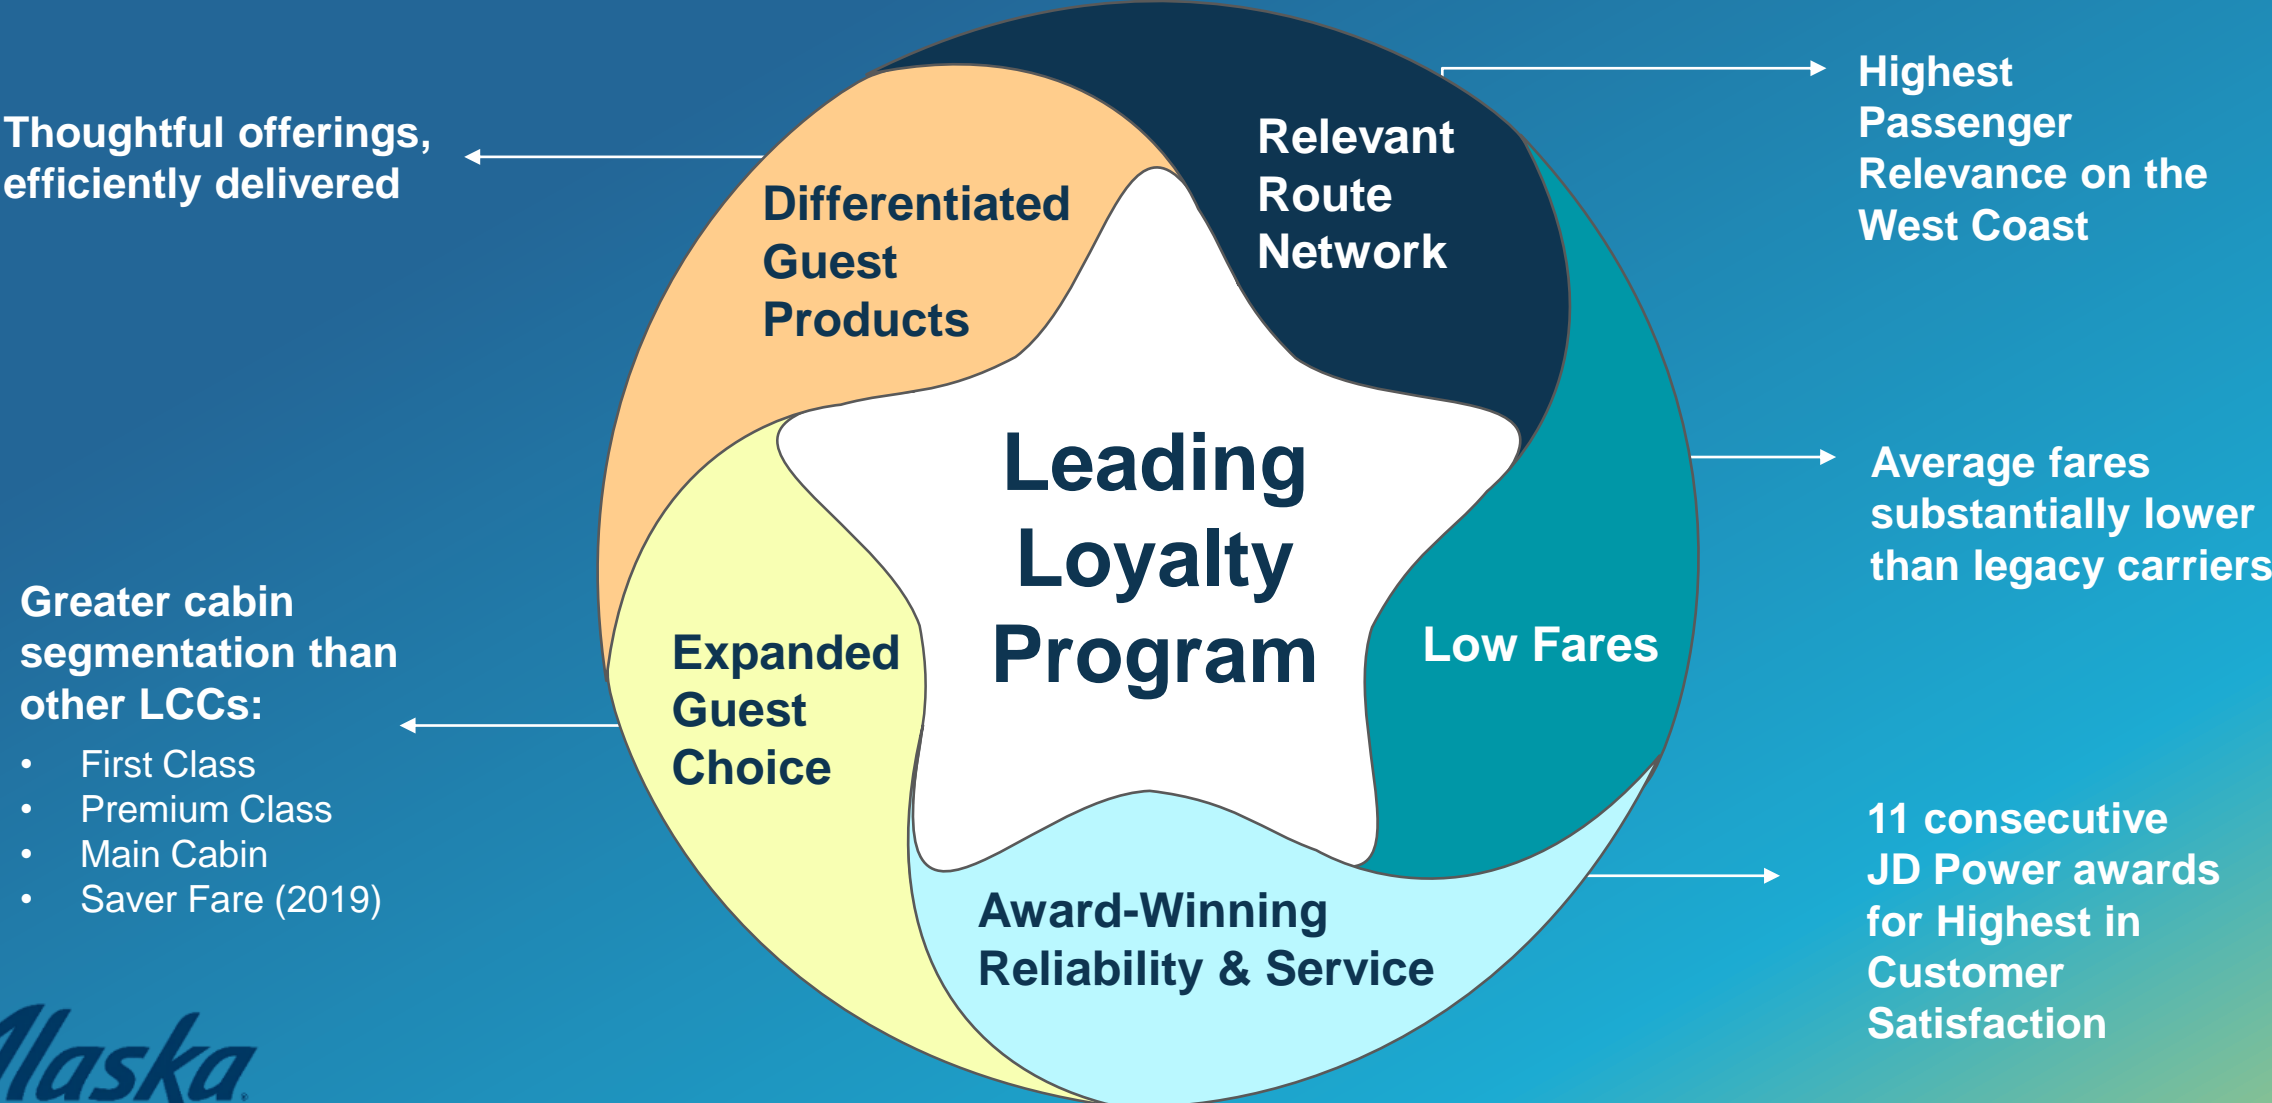 Thoughtful offerings,
efficiently delivered
Differentiated
Guest
Products
Relevant
Route
Network
Highest
Passenger
Relevance on the
West Coast
Leading
Loyalty
Program
Average fares
substantially lower
than legacy carriers
Low Fares
Greater cabin
segmentation than
other LCCs:
• First Class
• Premium Class
• Main Cabin
• Saver Fare (2019)
Expanded
Guest
Choice
Award-Winning
Reliability & Service
11 consecutive
JD Power awards
for Highest in
Customer
Satisfaction
Alaska